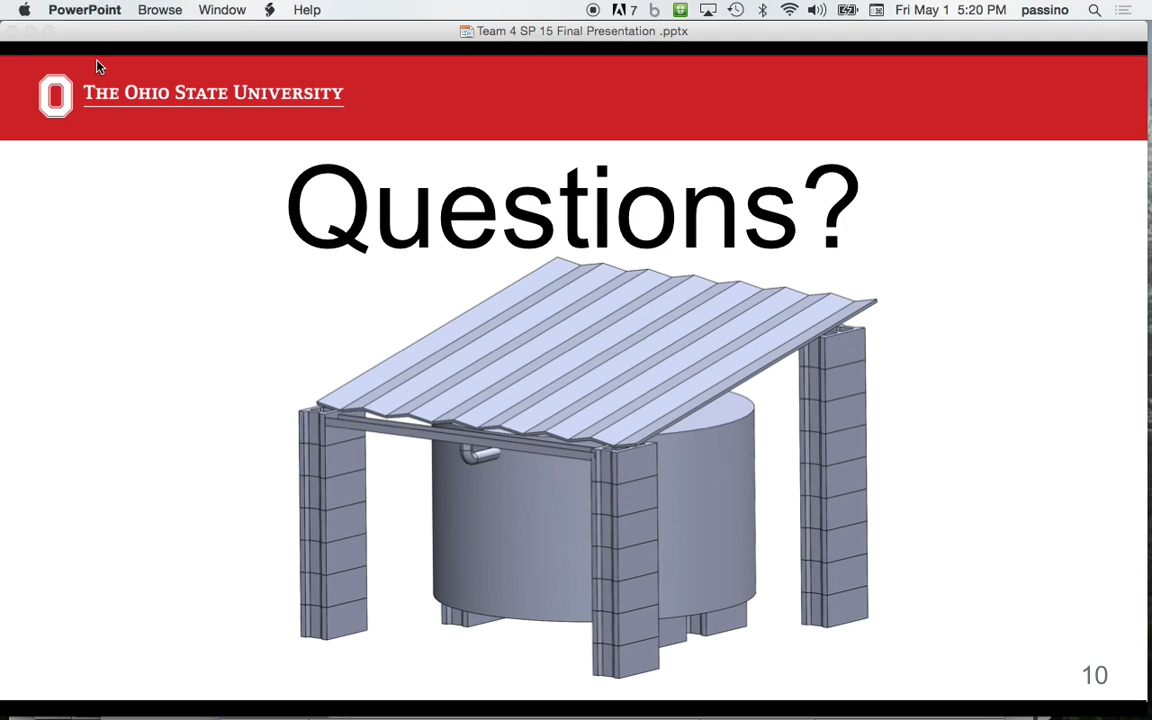 PowerPoint Browse Window Help 7 Fri May 1 5:20 PM passino
Team 4 SP 15 Final Presentation .pptx
THE OHIO STATE UNIVERSITY
Questions?
10